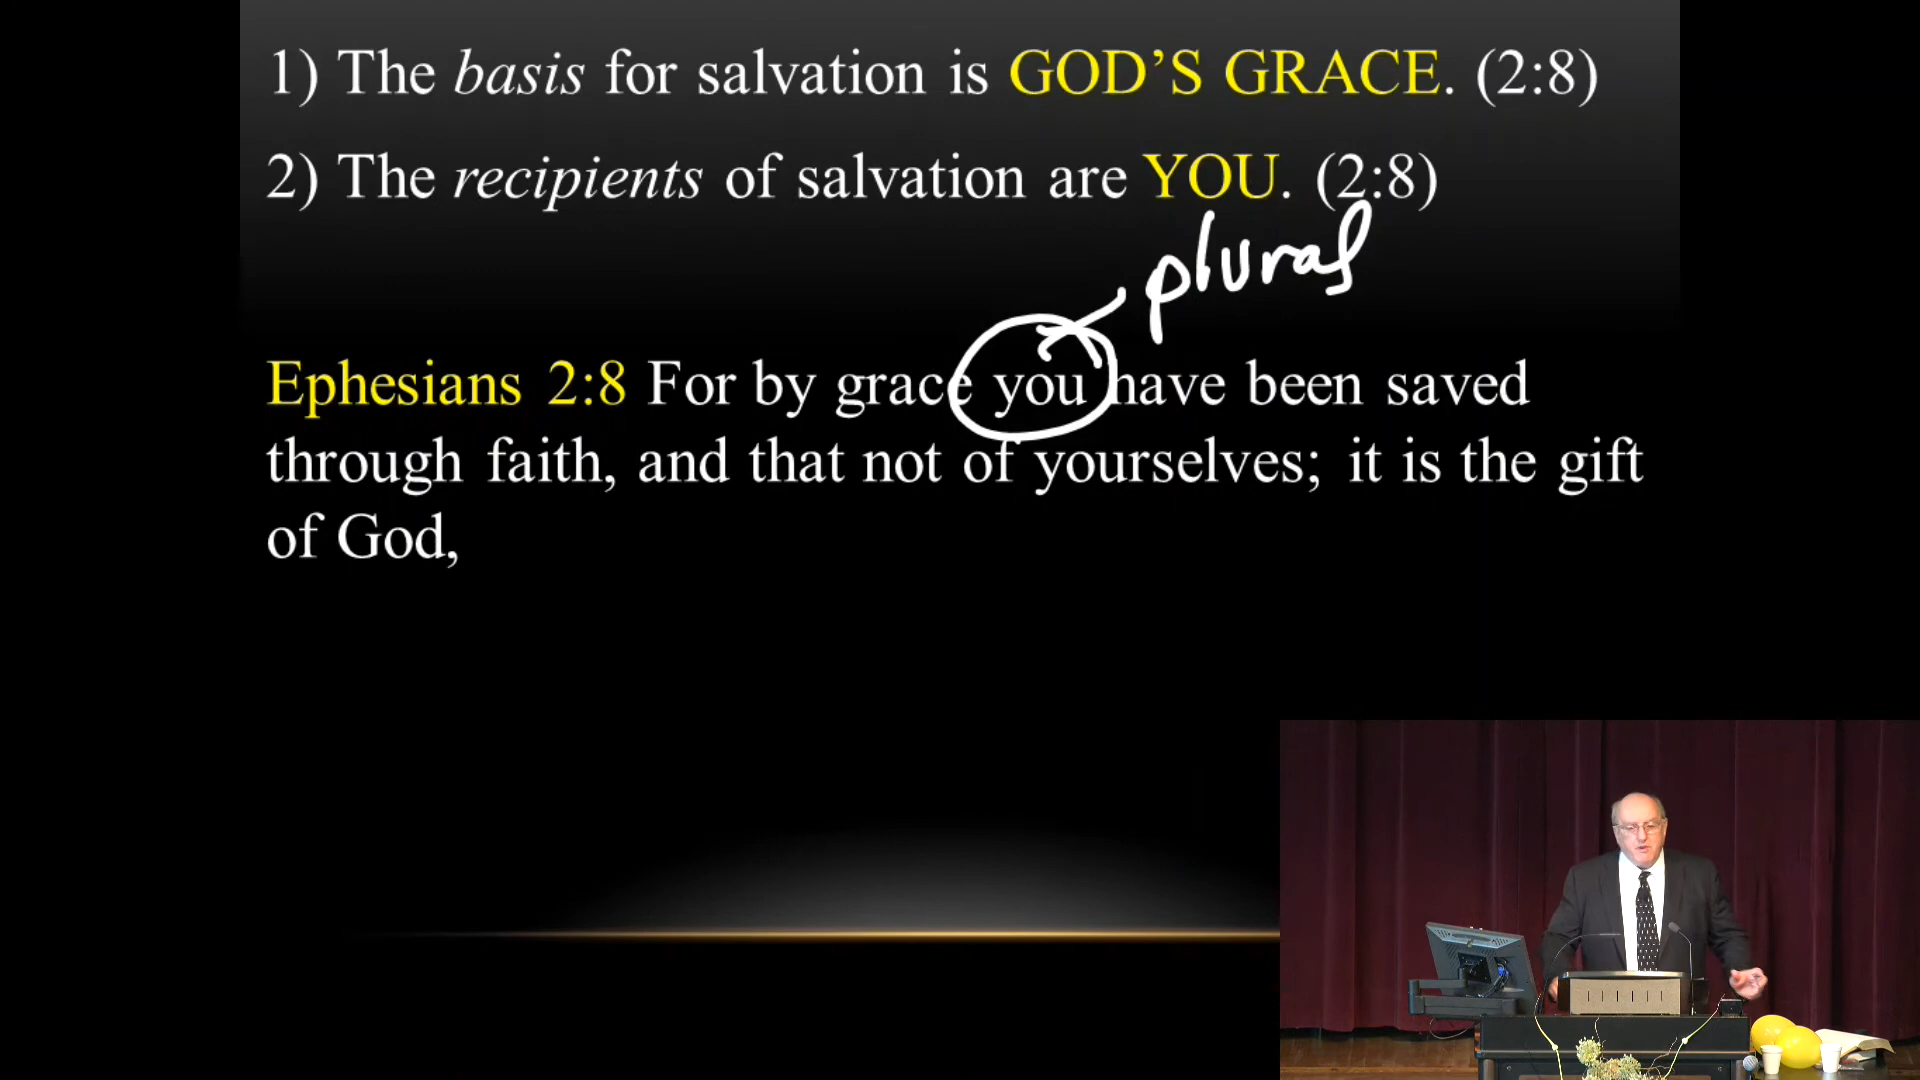 1) The basis for salvation is GOD’S GRACE. (2:8)
2) The recipients of salvation are YOU. (2:8)
plural
Ephesians 2:8 For by grace you have been saved
through faith, and that not of yourselves; it is the gift
of God,